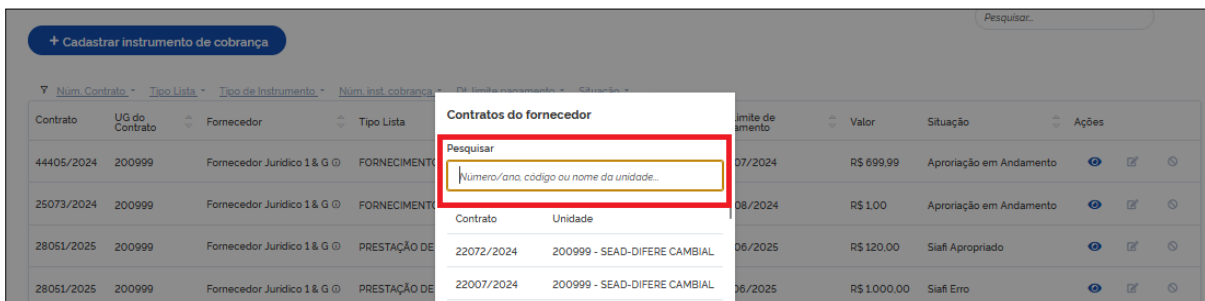 Pesquisar...
+ Cadastrar instrumento de cobrança
Núm. Contrato Tipo Lista Tipo de Instrumento Núm. inst. cobrança Dt. limite pagamento Situação
Contratos do fornecedor
Pesquisar
Número/ano, código ou nome da unidade...
Contrato Unidade
22072/2024 200999 - SEAD-DIFERE CAMBIAL
22007/2024 200999 - SEAD-DIFERE CAMBIAL
Contrato UG do Contrato Fornecedor Tipo Lista Valor Situação Ações
44405/2024 200999 Fornecedor Jurídico 1 & G FORNECIMENTO 07/2024 R$ 699,99 Aproriação em Andamento
25073/2024 200999 Fornecedor Jurídico 1 & G FORNECIMENTO 08/2024 R$ 1,00 Aproriação em Andamento
28051/2025 200999 Fornecedor Jurídico 1 & G PRESTAÇÃO DE 06/2025 R$ 120,00 Siafi Apropriado
28051/2025 200999 Fornecedor Jurídico 1 & G PRESTAÇÃO DE 06/2025 R$ 1.000,00 Siafi Erro